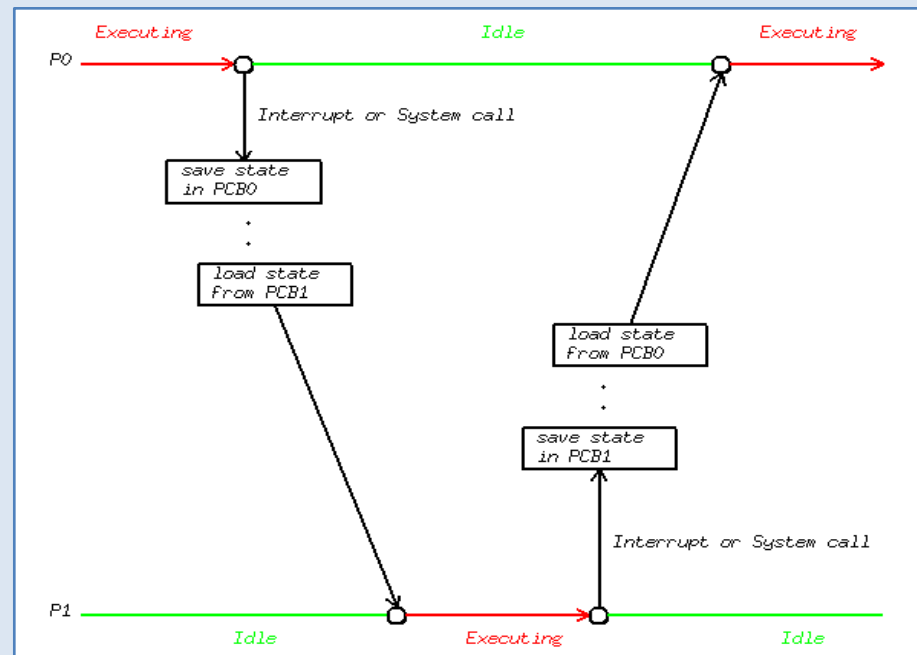 Executing
Idle
Executing
P0
Interrupt or System call
save state
in PCB0
load state
from PCB1
load state
from PCB0
save state
in PCB1
Interrupt or System call
P1
Idle
Executing
Idle